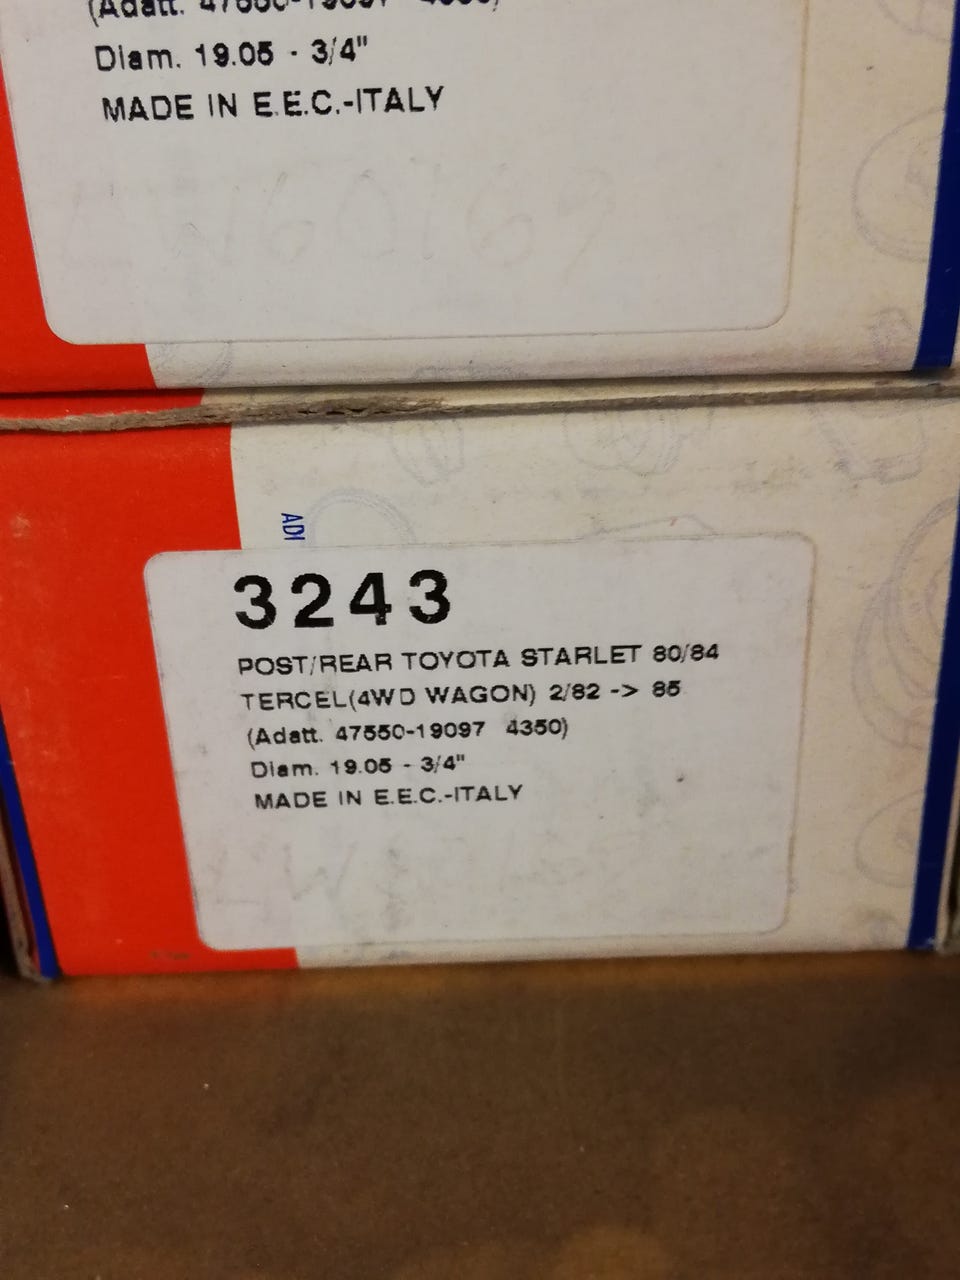 Diam. 19.05 - 3/4"
MADE IN E.E.C.-ITALY
ADI
3243
POST/REAR TOYOTA STARLET 80/84
TERCEL(4WD WAGON) 2/82 -> 85
(Adatt. 47550-19097 4350)
Diam. 19.05 - 3/4"
MADE IN E.E.C.-ITALY